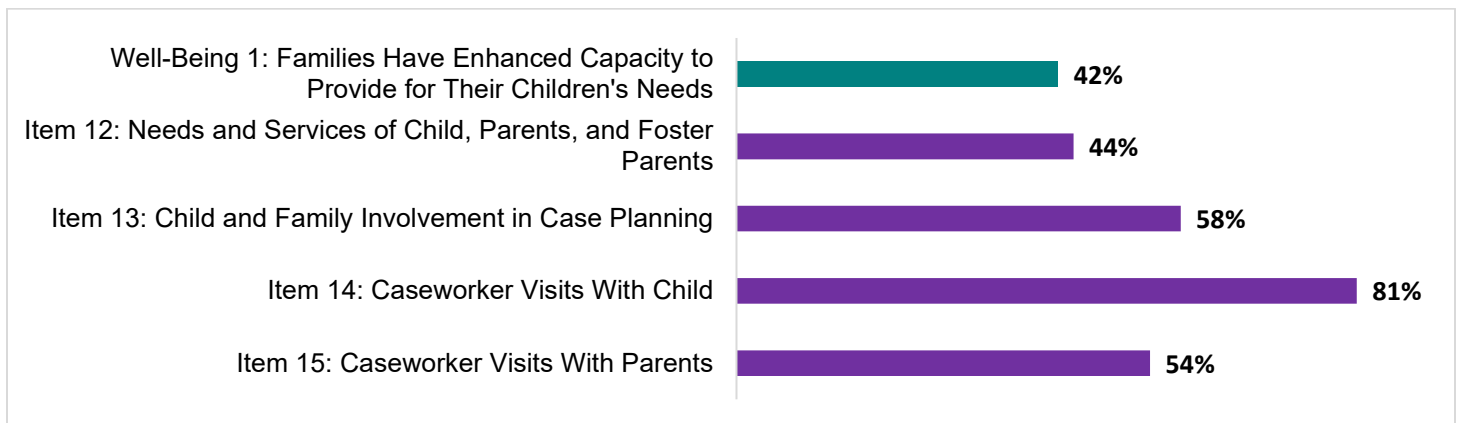 Well-Being 1: Families Have Enhanced Capacity to
Provide for Their Children's Needs
42%
Item 12: Needs and Services of Child, Parents, and Foster
Parents
44%
Item 13: Child and Family Involvement in Case Planning
58%
Item 14: Caseworker Visits With Child
81%
Item 15: Caseworker Visits With Parents
54%